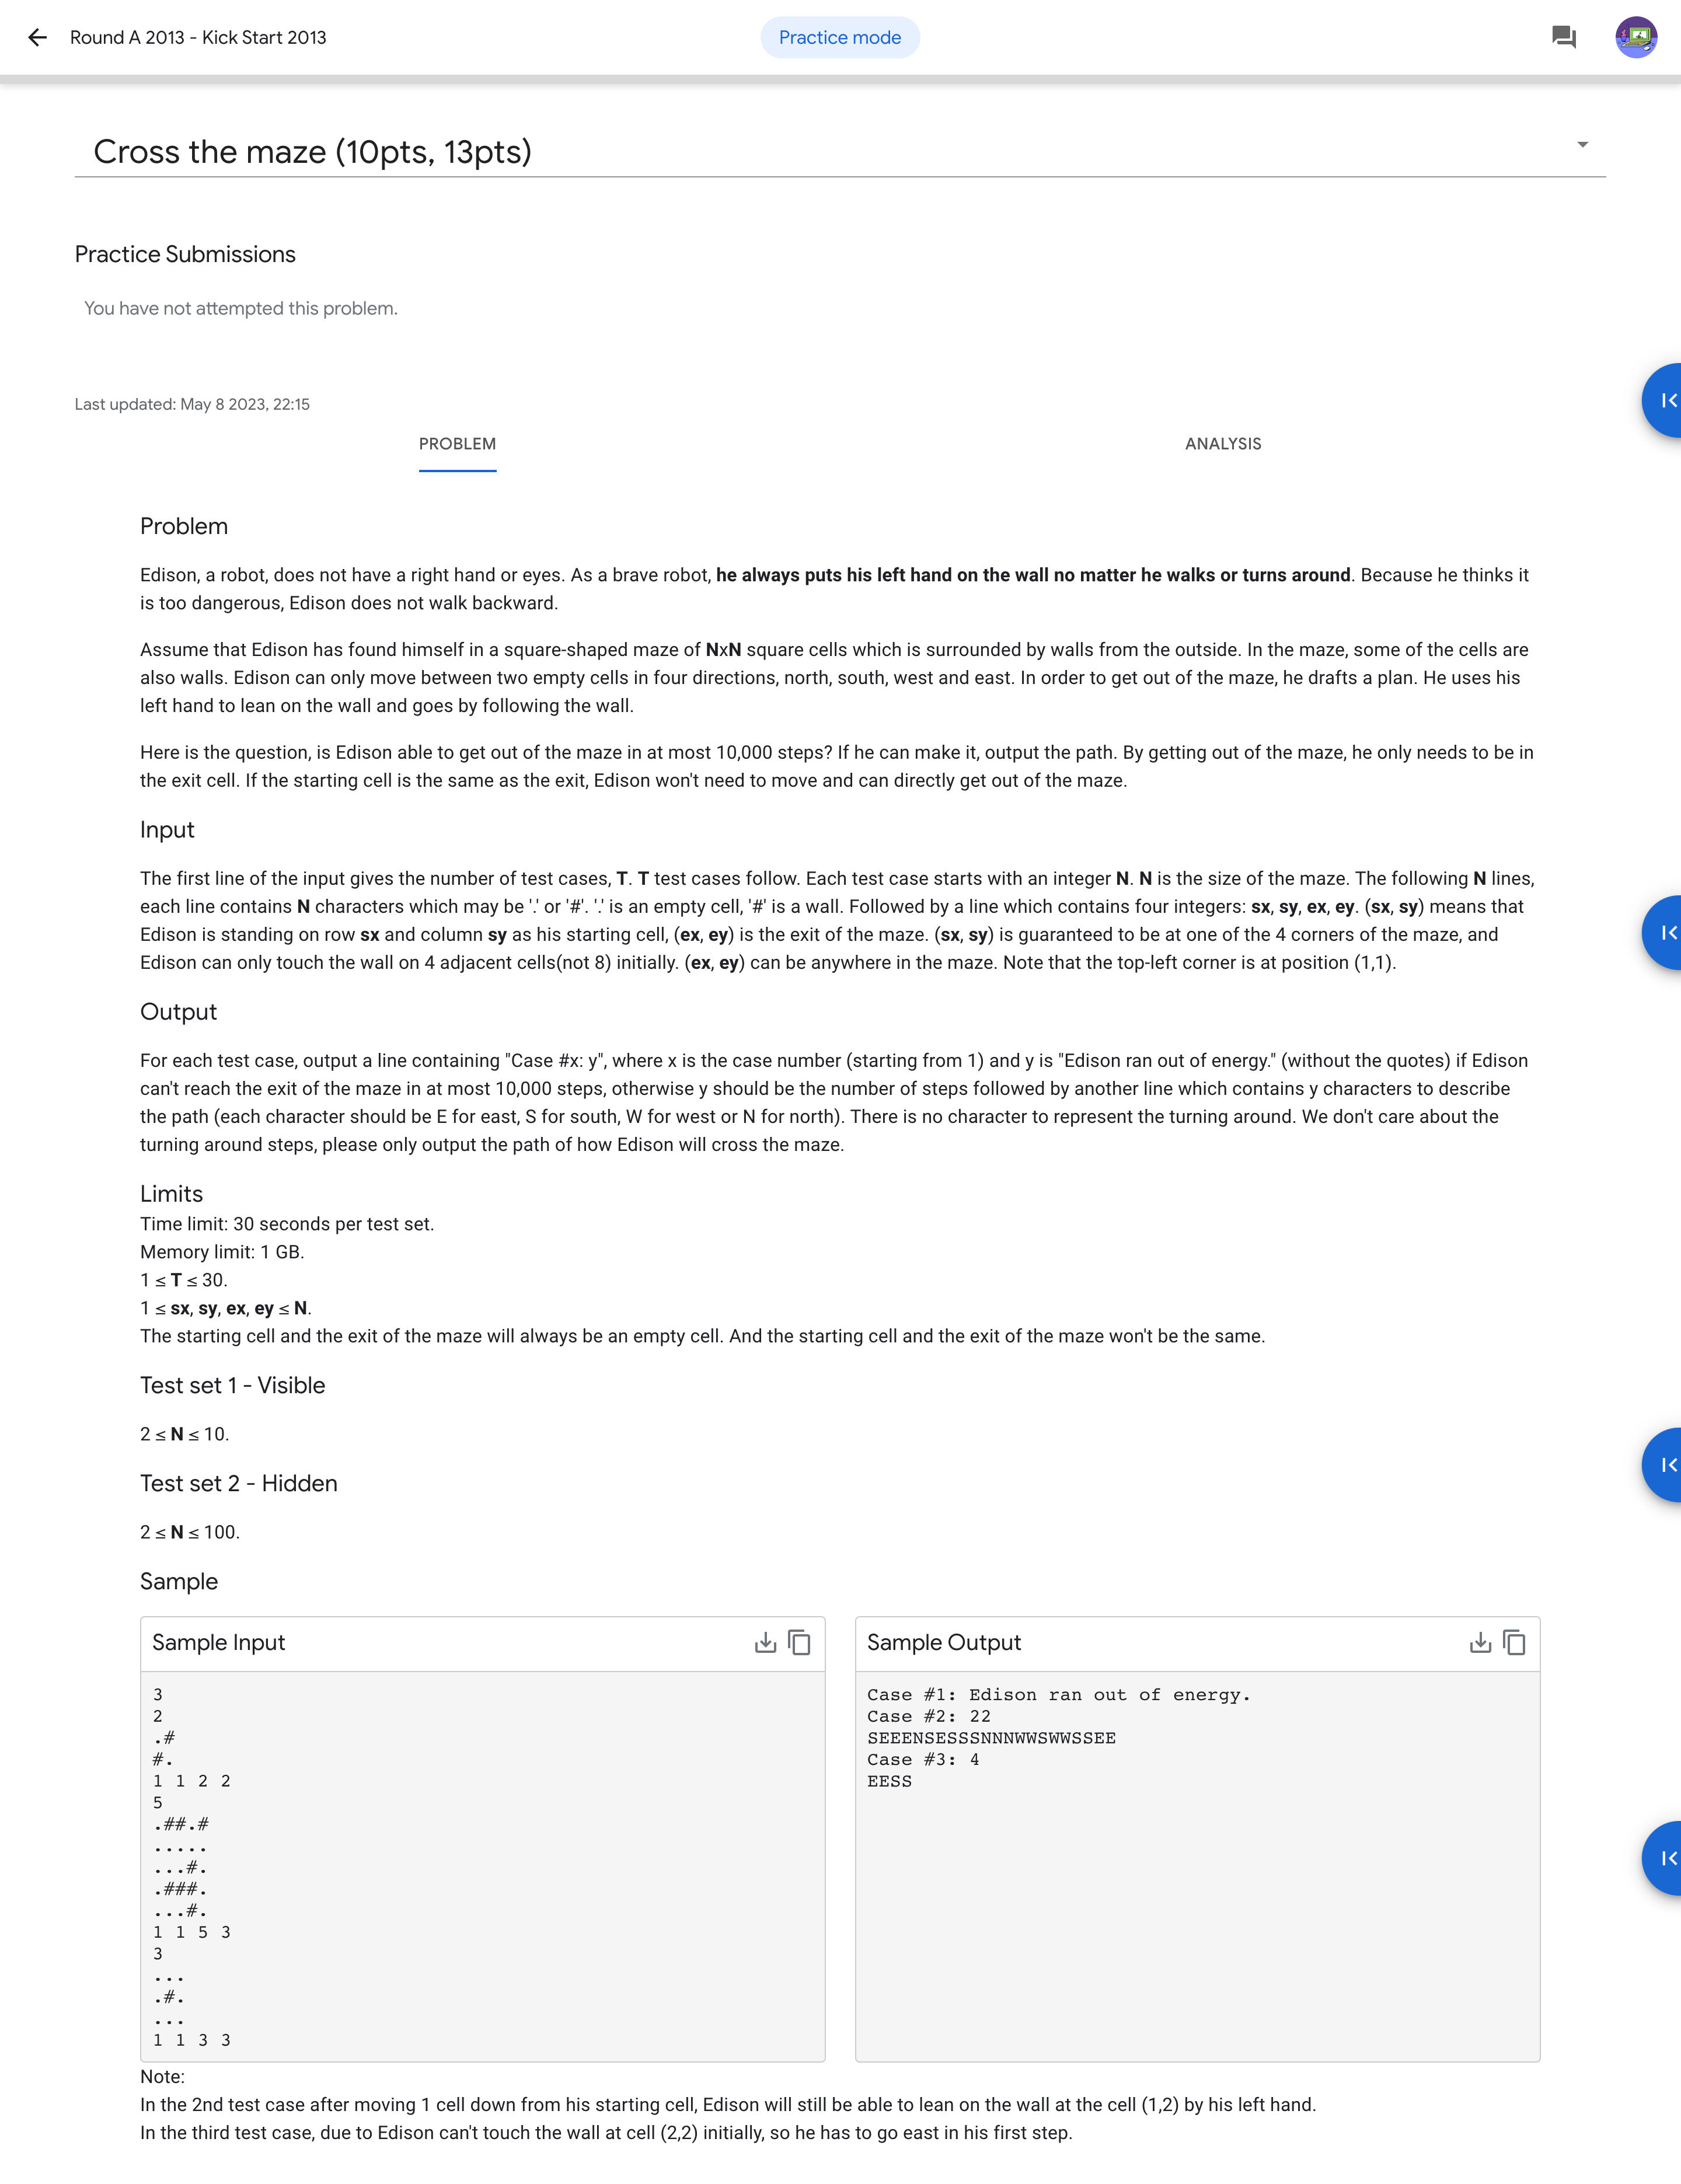 Round A 2013 - Kick Start 2013
Practice mode
Cross the maze (10pts, 13pts)
Practice Submissions
You have not attempted this problem.
Last updated: May 8 2023, 22:15
PROBLEM
ANALYSIS
Problem
Edison, a robot, does not have a right hand or eyes. As a brave robot, he always puts his left hand on the wall no matter he walks or turns around. Because he thinks it
is too dangerous, Edison does not walk backward.
Assume that Edison has found himself in a square-shaped maze of NxN square cells which is surrounded by walls from the outside. In the maze, some of the cells are
also walls. Edison can only move between two empty cells in four directions, north, south, west and east. In order to get out of the maze, he drafts a plan. He uses his
left hand to lean on the wall and goes by following the wall.
Here is the question, is Edison able to get out of the maze in at most 10,000 steps? If he can make it, output the path. By getting out of the maze, he only needs to be in
the exit cell. If the starting cell is the same as the exit, Edison won't need to move and can directly get out of the maze.
Input
The first line of the input gives the number of test cases, T. T test cases follow. Each test case starts with an integer N. N is the size of the maze. The following N lines,
each line contains N characters which may be '.' or '#'. '.' is an empty cell, '#' is a wall. Followed by a line which contains four integers: sx, sy, ex, ey. (sx, sy) means that
Edison is standing on row sx and column sy as his starting cell, (ex, ey) is the exit of the maze. (sx, sy) is guaranteed to be at one of the 4 corners of the maze, and
Edison can only touch the wall on 4 adjacent cells(not 8) initially. (ex, ey) can be anywhere in the maze. Note that the top-left corner is at position (1,1).
Output
For each test case, output a line containing "Case #x: y", where x is the case number (starting from 1) and y is "Edison ran out of energy." (without the quotes) if Edison
can't reach the exit of the maze in at most 10,000 steps, otherwise y should be the number of steps followed by another line which contains y characters to describe
the path (each character should be E for east, S for south, W for west or N for north). There is no character to represent the turning around. We don't care about the
turning around steps, please only output the path of how Edison will cross the maze.
Limits
Time limit: 30 seconds per test set.
Memory limit: 1 GB.
1 ≤ T ≤ 30.
1 ≤ sx, sy, ex, ey ≤ N.
The starting cell and the exit of the maze will always be an empty cell. And the starting cell and the exit of the maze won't be the same.
Test set 1 - Visible
2 ≤ N ≤ 10.
Test set 2 - Hidden
2 ≤ N ≤ 100.
Sample
Sample Input
3
2
.#
#.
1 1 2 2
5
.##.#
.....
...#.
.###.
...#.
1 1 5 3
3
...
.#.
...
1 1 3 3
Sample Output
Case #1: Edison ran out of energy.
Case #2: 22
SEEENSESSSNNNWWSWWSSEE
Case #3: 4
EESS
Note:
In the 2nd test case after moving 1 cell down from his starting cell, Edison will still be able to lean on the wall at the cell (1,2) by his left hand.
In the third test case, due to Edison can't touch the wall at cell (2,2) initially, so he has to go east in his first step.